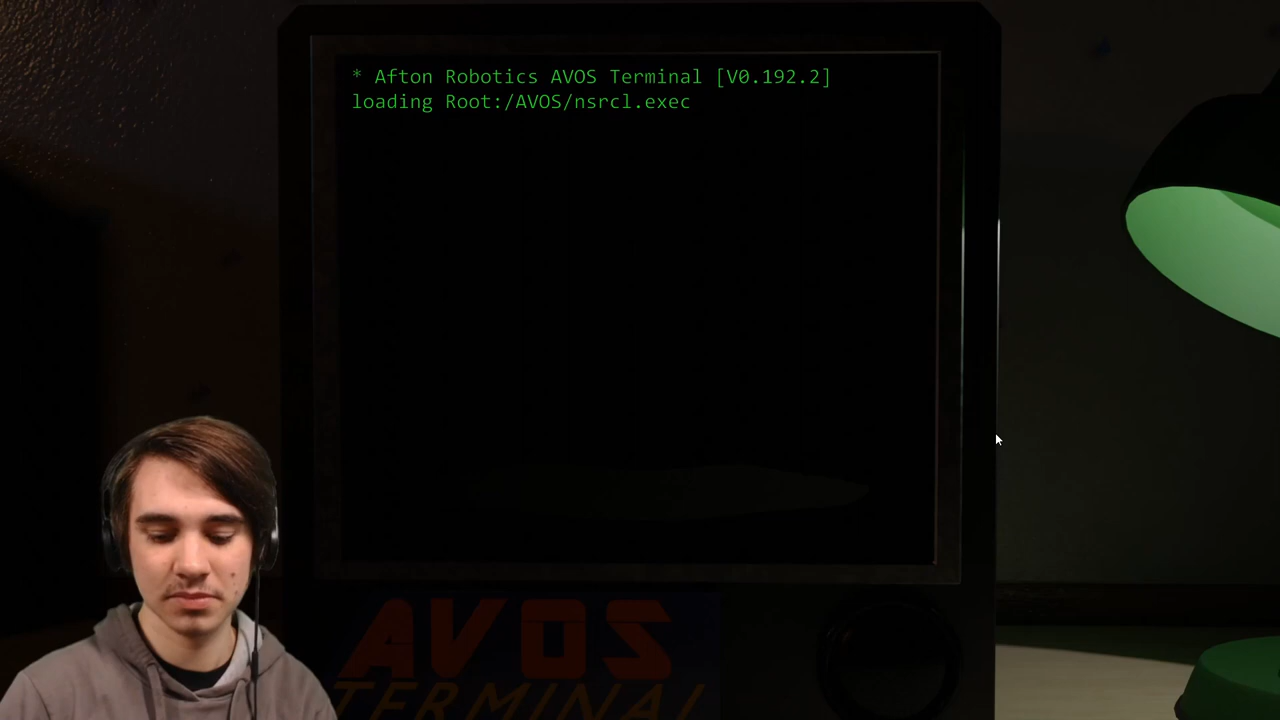 * Afton Robotics AVOS Terminal [V0.192.2]
loading Root:/AVOS/nsrcl.exec
AVOS
TERMINAL